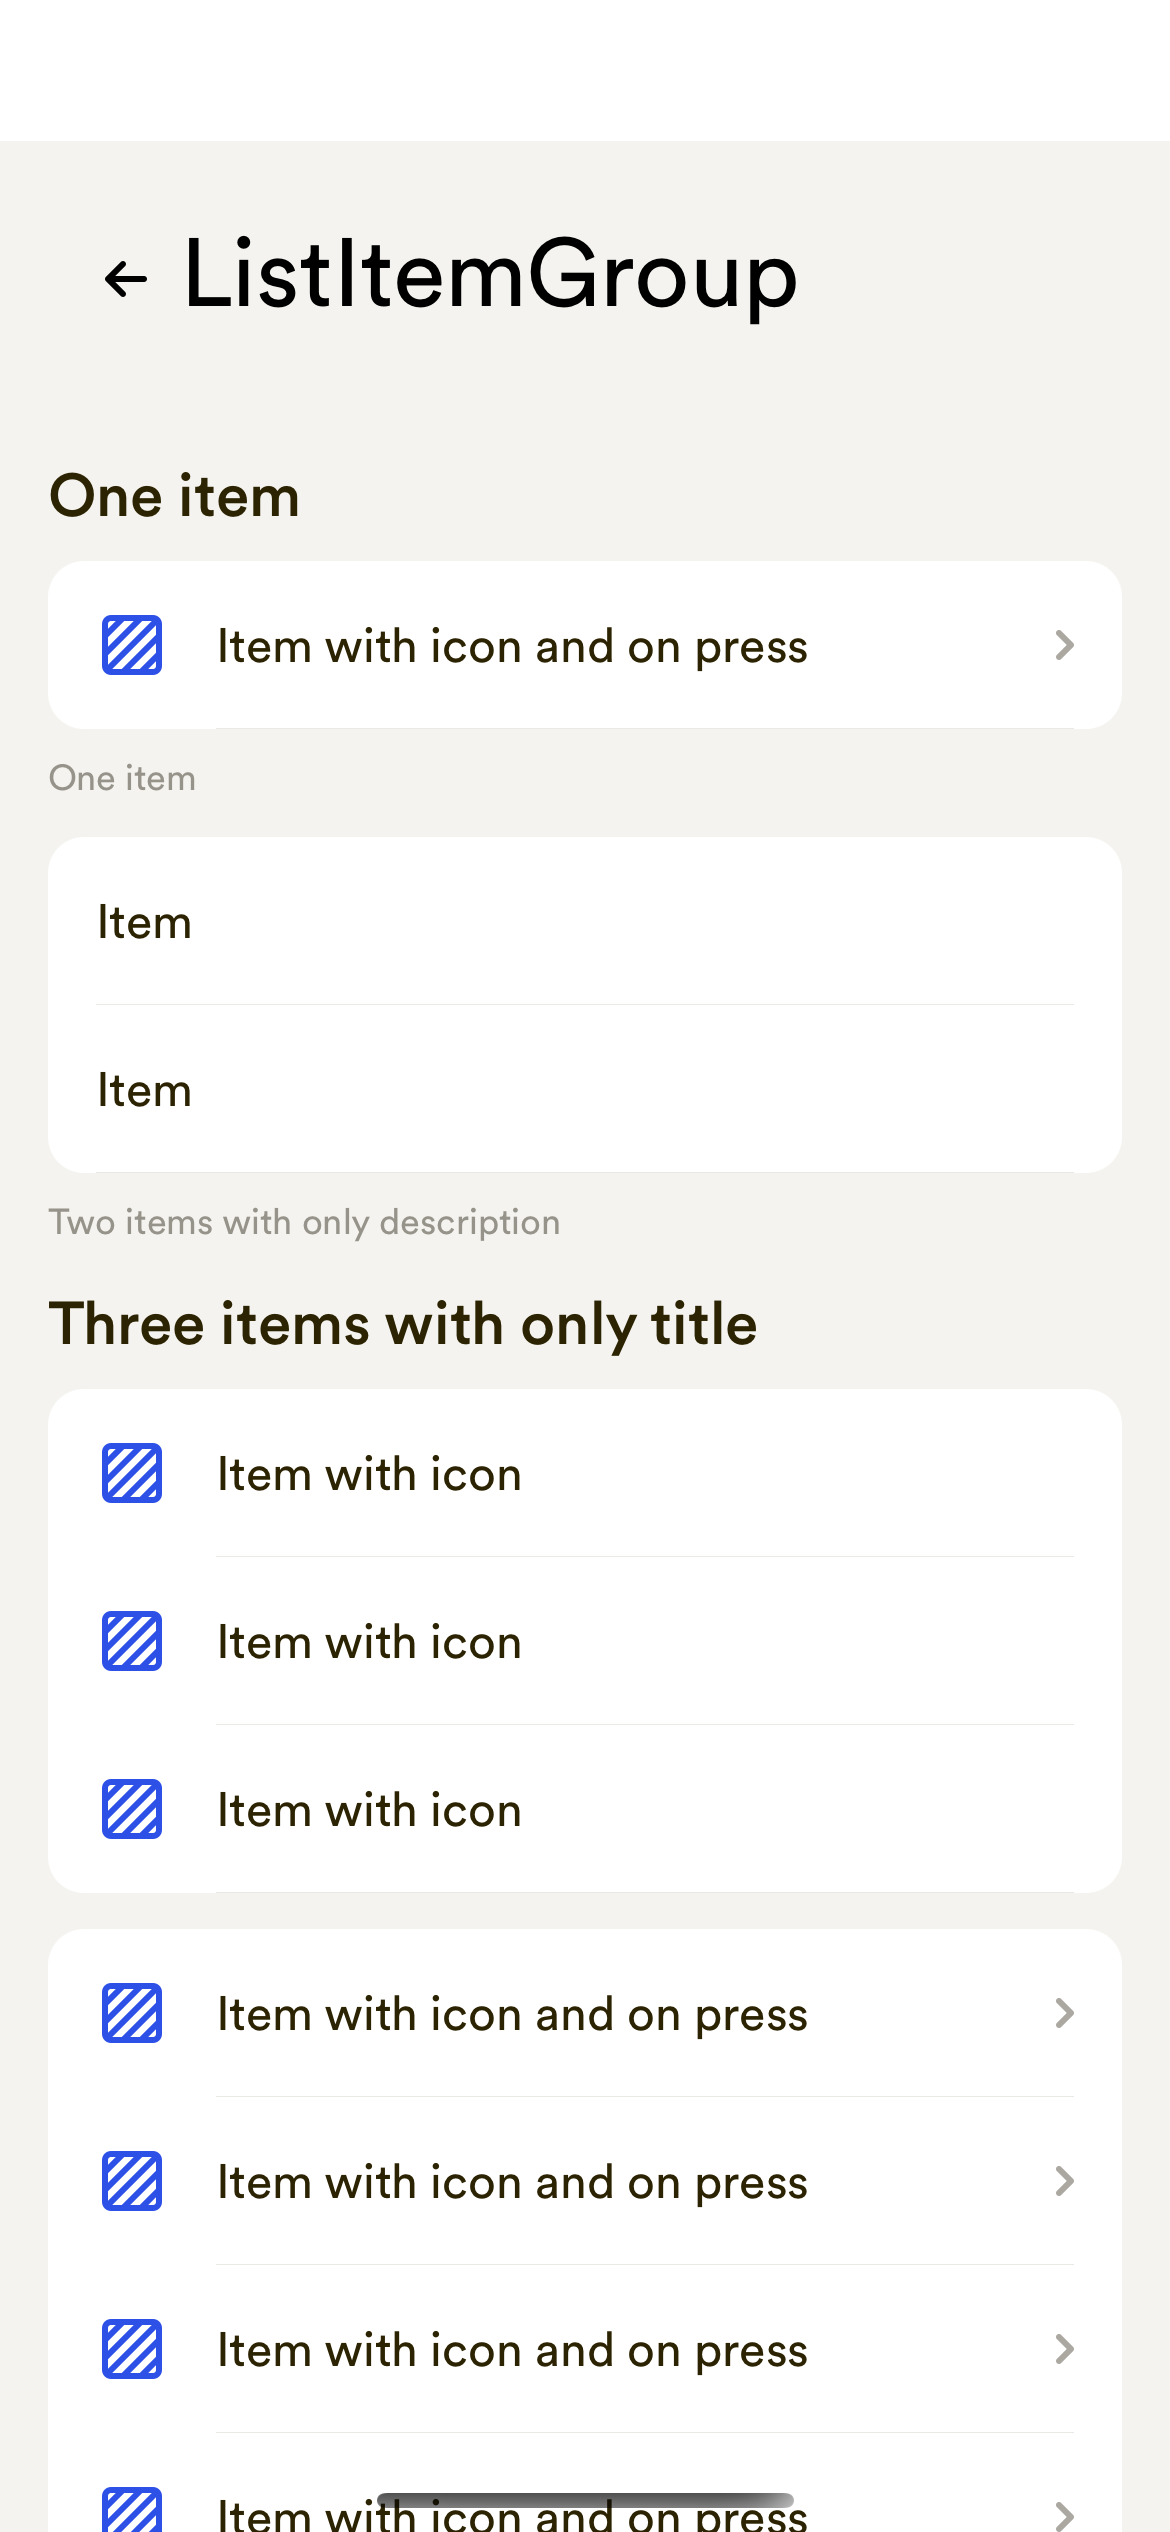 ListItemGroup
One item
Item with icon and on press
One item
Item
Item
Two items with only description
Three items with only title
Item with icon
Item with icon
Item with icon
Item with icon and on press
Item with icon and on press
Item with icon and on press
Item with icon and on press